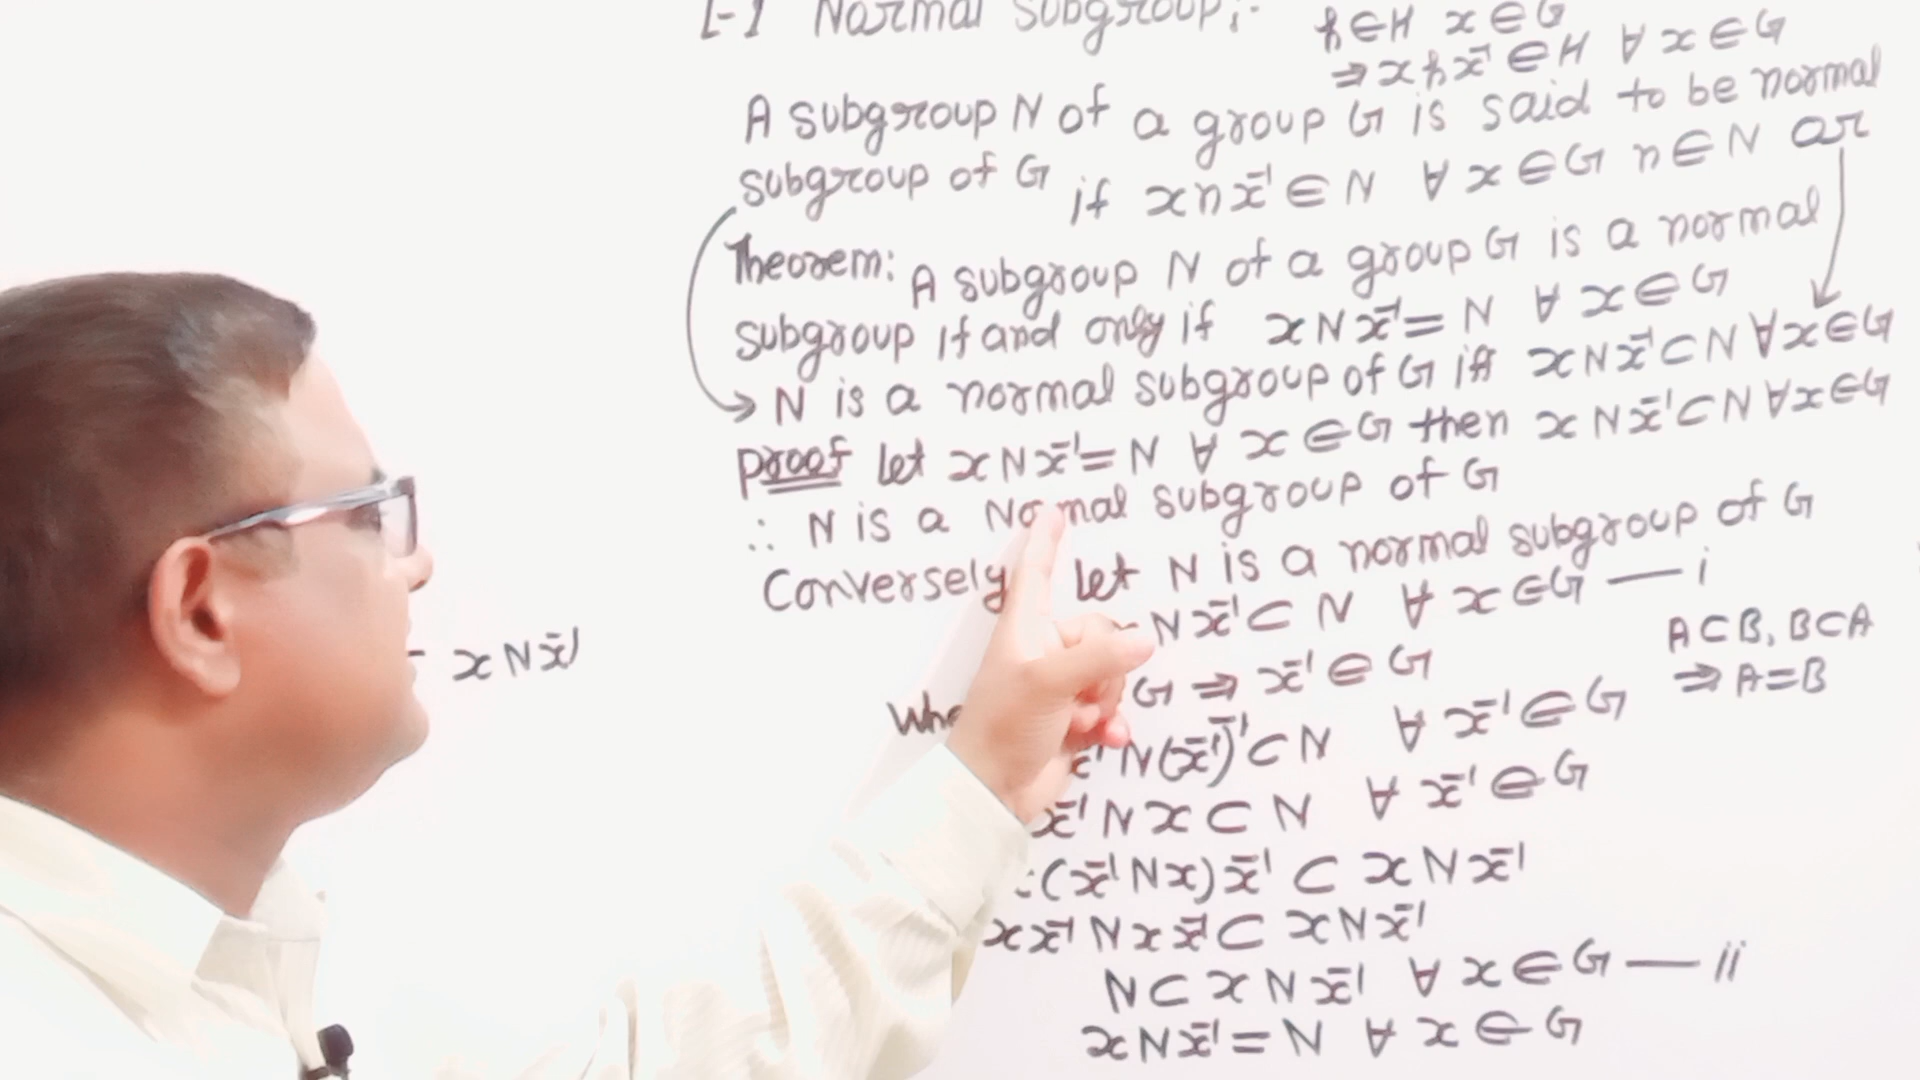 Normal Subgroup:-
h∈H x∈G
⇒ xhx⁻¹ ∈ H ∀ x∈G
A subgroup N of a group G is said to be normal
subgroup of G if xnx⁻¹ ∈ N ∀ x∈G n∈N or
Theorem: A subgroup N of a group G is a normal
subgroup if and only if xNx⁻¹ = N ∀ x∈G
→ N is a normal subgroup of G iff xNx⁻¹⊂N ∀x∈G
proof let xNx⁻¹=N ∀ x∈G then xNx⁻¹⊂N∀x∈G
∴ N is a Normal subgroup of G
Conversely let N is a normal subgroup of G
Nx⁻¹⊂ N ∀ x∈G — i
G ⇒ x⁻¹∈ G
x⁻¹N(x⁻¹)⁻¹⊂N ∀ x⁻¹∈G
x⁻¹Nx⊂N ∀ x⁻¹∈G
(x⁻¹Nx)x⁻¹ ⊂ xNx⁻¹
xx⁻¹Nxx⁻¹⊂ xNx⁻¹
N⊂xNx⁻¹ ∀ x∈G — ii
xNx⁻¹=N ∀ x∈G
A⊂B, B⊂A
⇒ A=B
xNx⁻¹